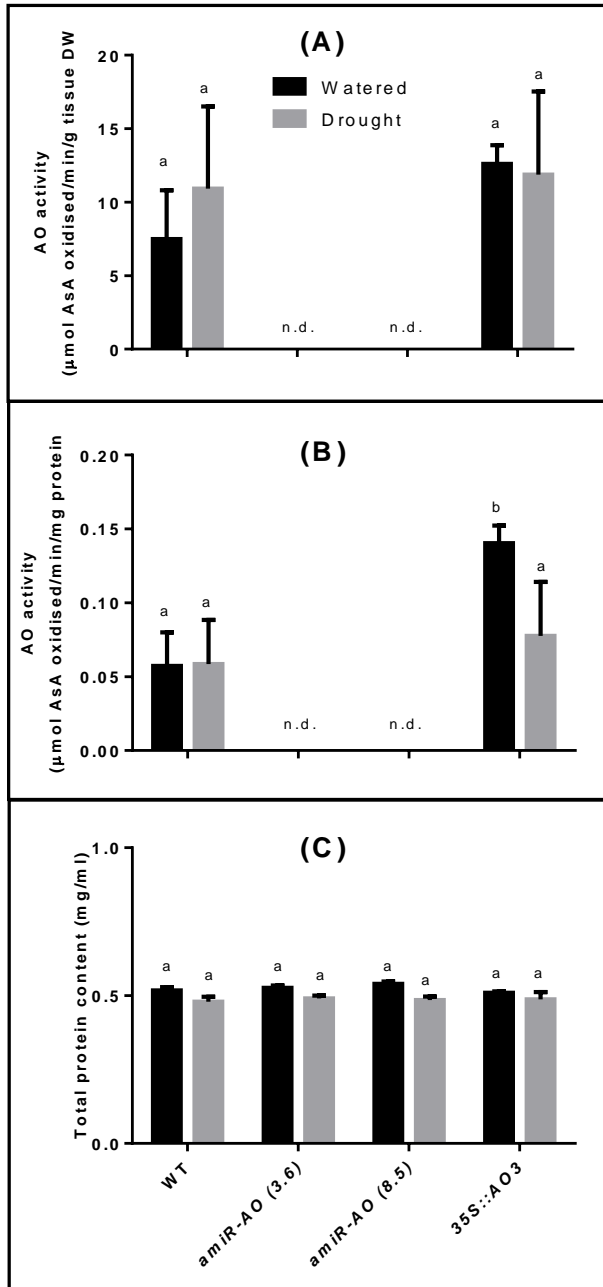 (A)
AO activity
(µmol AsA oxidised/min/g tissue DW
20
15
10
5
0
Watered
Drought
a
a
n.d.
n.d.
a
a
(B)
AO activity
(µmol AsA oxidised/min/mg protein
0.20
0.15
0.10
0.05
0.00
a
a
n.d.
n.d.
b
a
(C)
Total protein content (mg/ml)
1.0
0.5
0.0
a
a
a
a
a
a
a
a
WT
amiR-AO (3.6)
amiR-AO (8.5)
35S::AO3